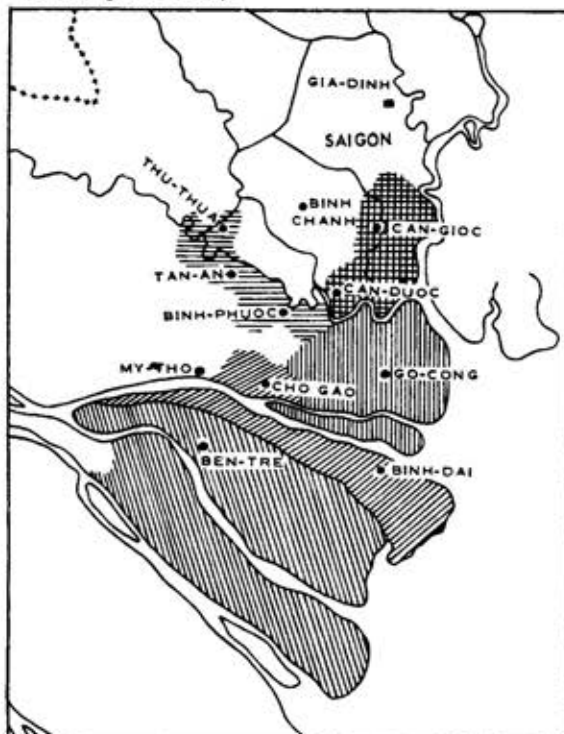 GIA-DINH
SAIGON
THU-THUA
BINH
CHANH
CAN-GIOC
TAN-AN
CAN-DUOC
BINH-PHUOC
MY-THO
CHO GAO
GO-CONG
BEN-TRE
BINH-DAI